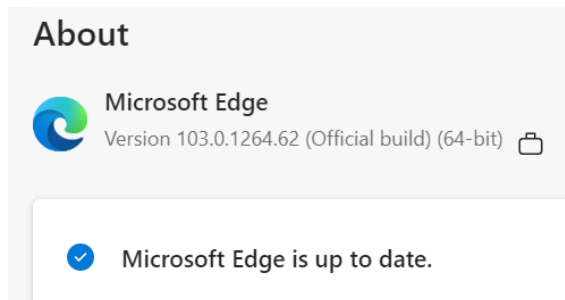 About
Microsoft Edge
Version 103.0.1264.62 (Official build) (64-bit)
Microsoft Edge is up to date.